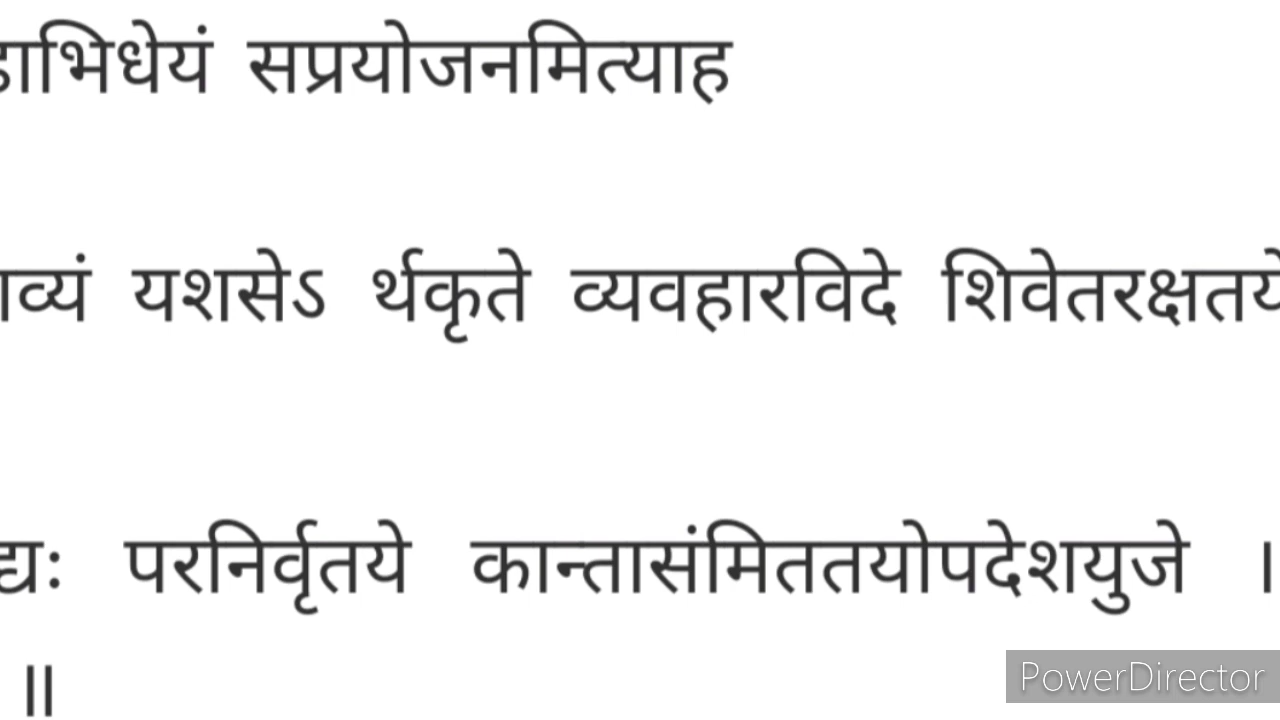 ाभिधेयं सप्रयोजनमित्याह
व्यं यशसेऽ र्थकृते व्यवहारविदे शिवेतरक्षतये
द्यः परनिर्वृतये कान्तासंमिततयोपदेशयुजे ।
॥
PowerDirector